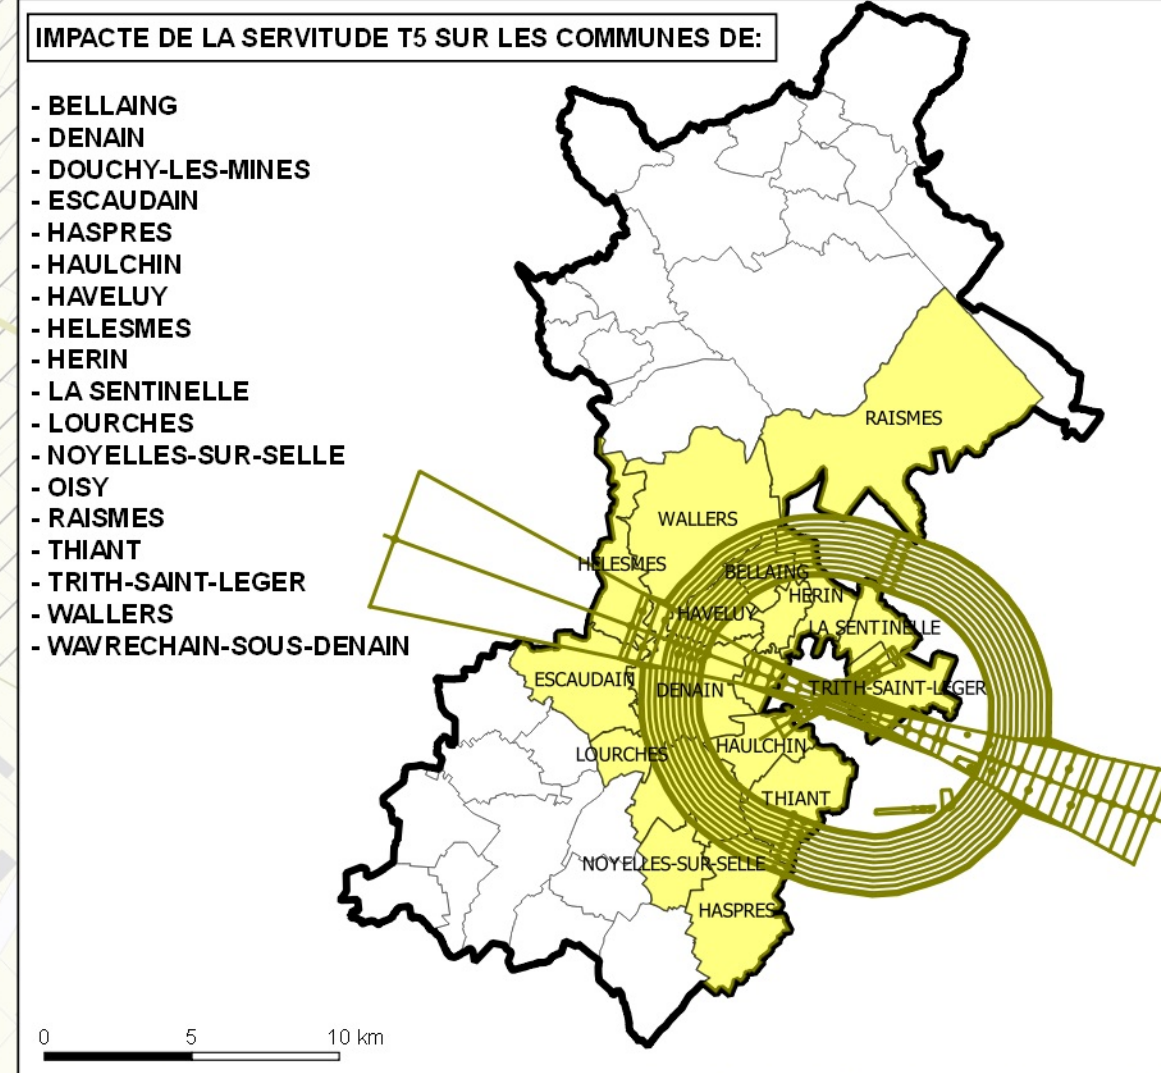 IMPACTE DE LA SERVITUDE T5 SUR LES COMMUNES DE:
- BELLAING
- DENAIN
- DOUCHY-LES-MINES
- ESCAUDAIN
- HASPRES
- HAULCHIN
- HAVELUY
- HELESMES
- HERIN
- LA SENTINELLE
- LOURCHES
- NOYELLES-SUR-SELLE
- OISY
- RAISMES
- THIANT
- TRITH-SAINT-LEGER
- WALLERS
- WAVRECHAIN-SOUS-DENAIN
RAISMES
WALLERS
HELESMES
BELLAING
HERIN
HAVELUY
LA SENTINELLE
ESCAUDAIN
DENAIN
TRITH-SAINT-LEGER
LOURCHES
HAULCHIN
THIANT
NOYELLES-SUR-SELLE
HASPRES
0 5 10 km